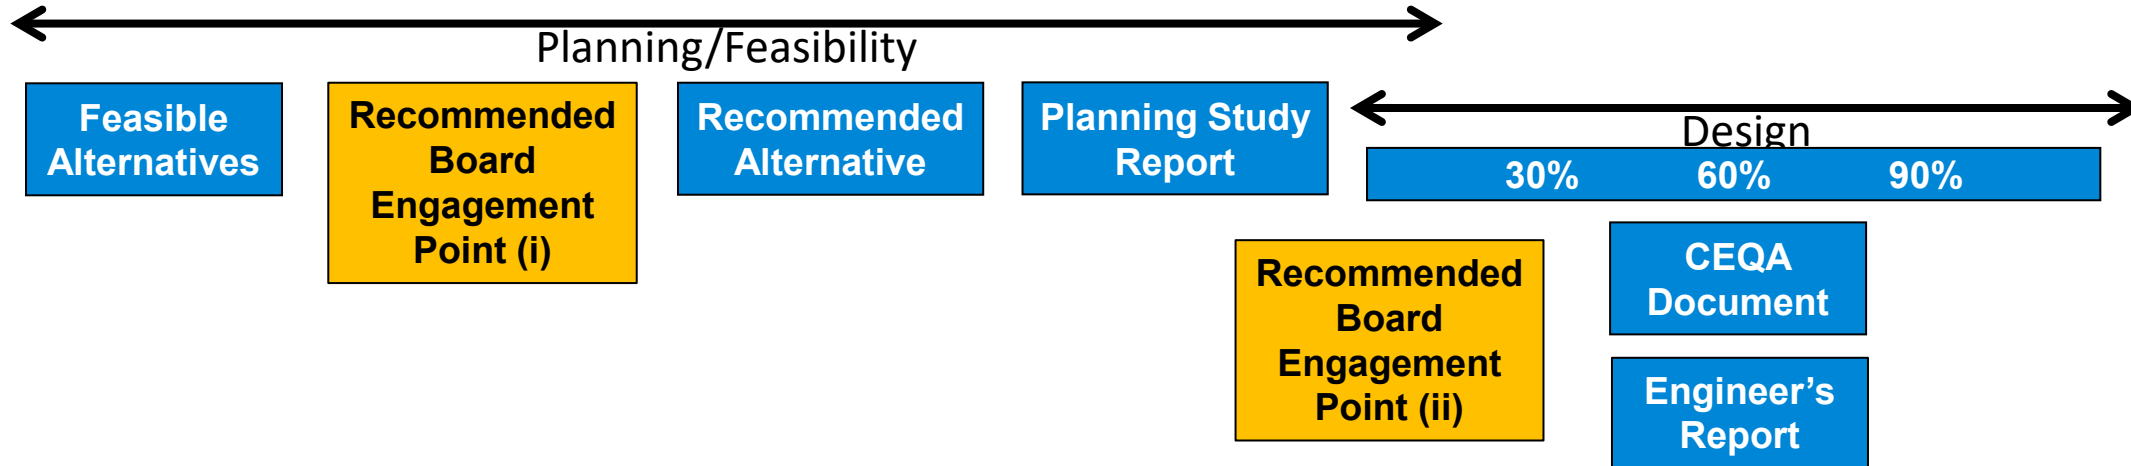 Planning/Feasibility
Feasible
Alternatives
Recommended
Board
Engagement
Point (i)
Recommended
Alternative
Planning Study
Report
Design
30% 60% 90%
Recommended
Board
Engagement
Point (ii)
CEQA
Document
Engineer’s
Report